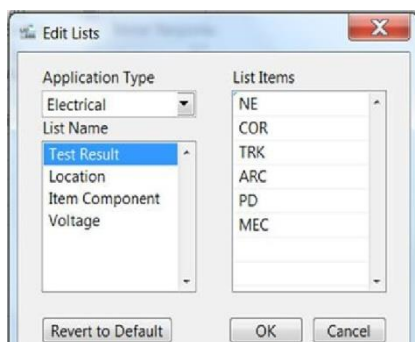 Edit Lists
Application Type
Electrical
List Name
Test Result
Location
Item Component
Voltage
List Items
NE
COR
TRK
ARC
PD
MEC
Revert to Default
OK
Cancel